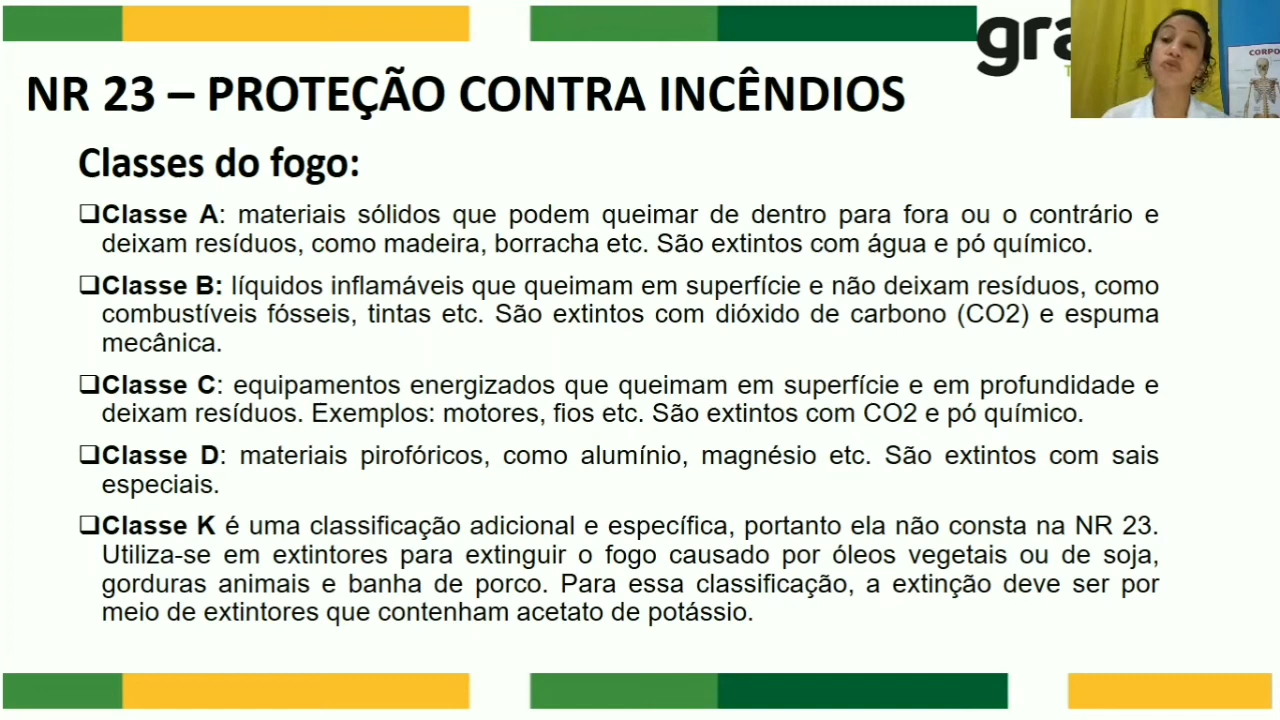 gra
NR 23 – PROTEÇÃO CONTRA INCÊNDIOS
CORPO
Classes do fogo:
❑Classe A: materiais sólidos que podem queimar de dentro para fora ou o contrário e
deixam resíduos, como madeira, borracha etc. São extintos com água e pó químico.
❑Classe B: líquidos inflamáveis que queimam em superfície e não deixam resíduos, como
combustíveis fósseis, tintas etc. São extintos com dióxido de carbono (CO2) e espuma
mecânica.
❑Classe C: equipamentos energizados que queimam em superfície e em profundidade e
deixam resíduos. Exemplos: motores, fios etc. São extintos com CO2 e pó químico.
❑Classe D: materiais pirofóricos, como alumínio, magnésio etc. São extintos com sais
especiais.
❑Classe K é uma classificação adicional e específica, portanto ela não consta na NR 23.
Utiliza-se em extintores para extinguir o fogo causado por óleos vegetais ou de soja,
gorduras animais e banha de porco. Para essa classificação, a extinção deve ser por
meio de extintores que contenham acetato de potássio.